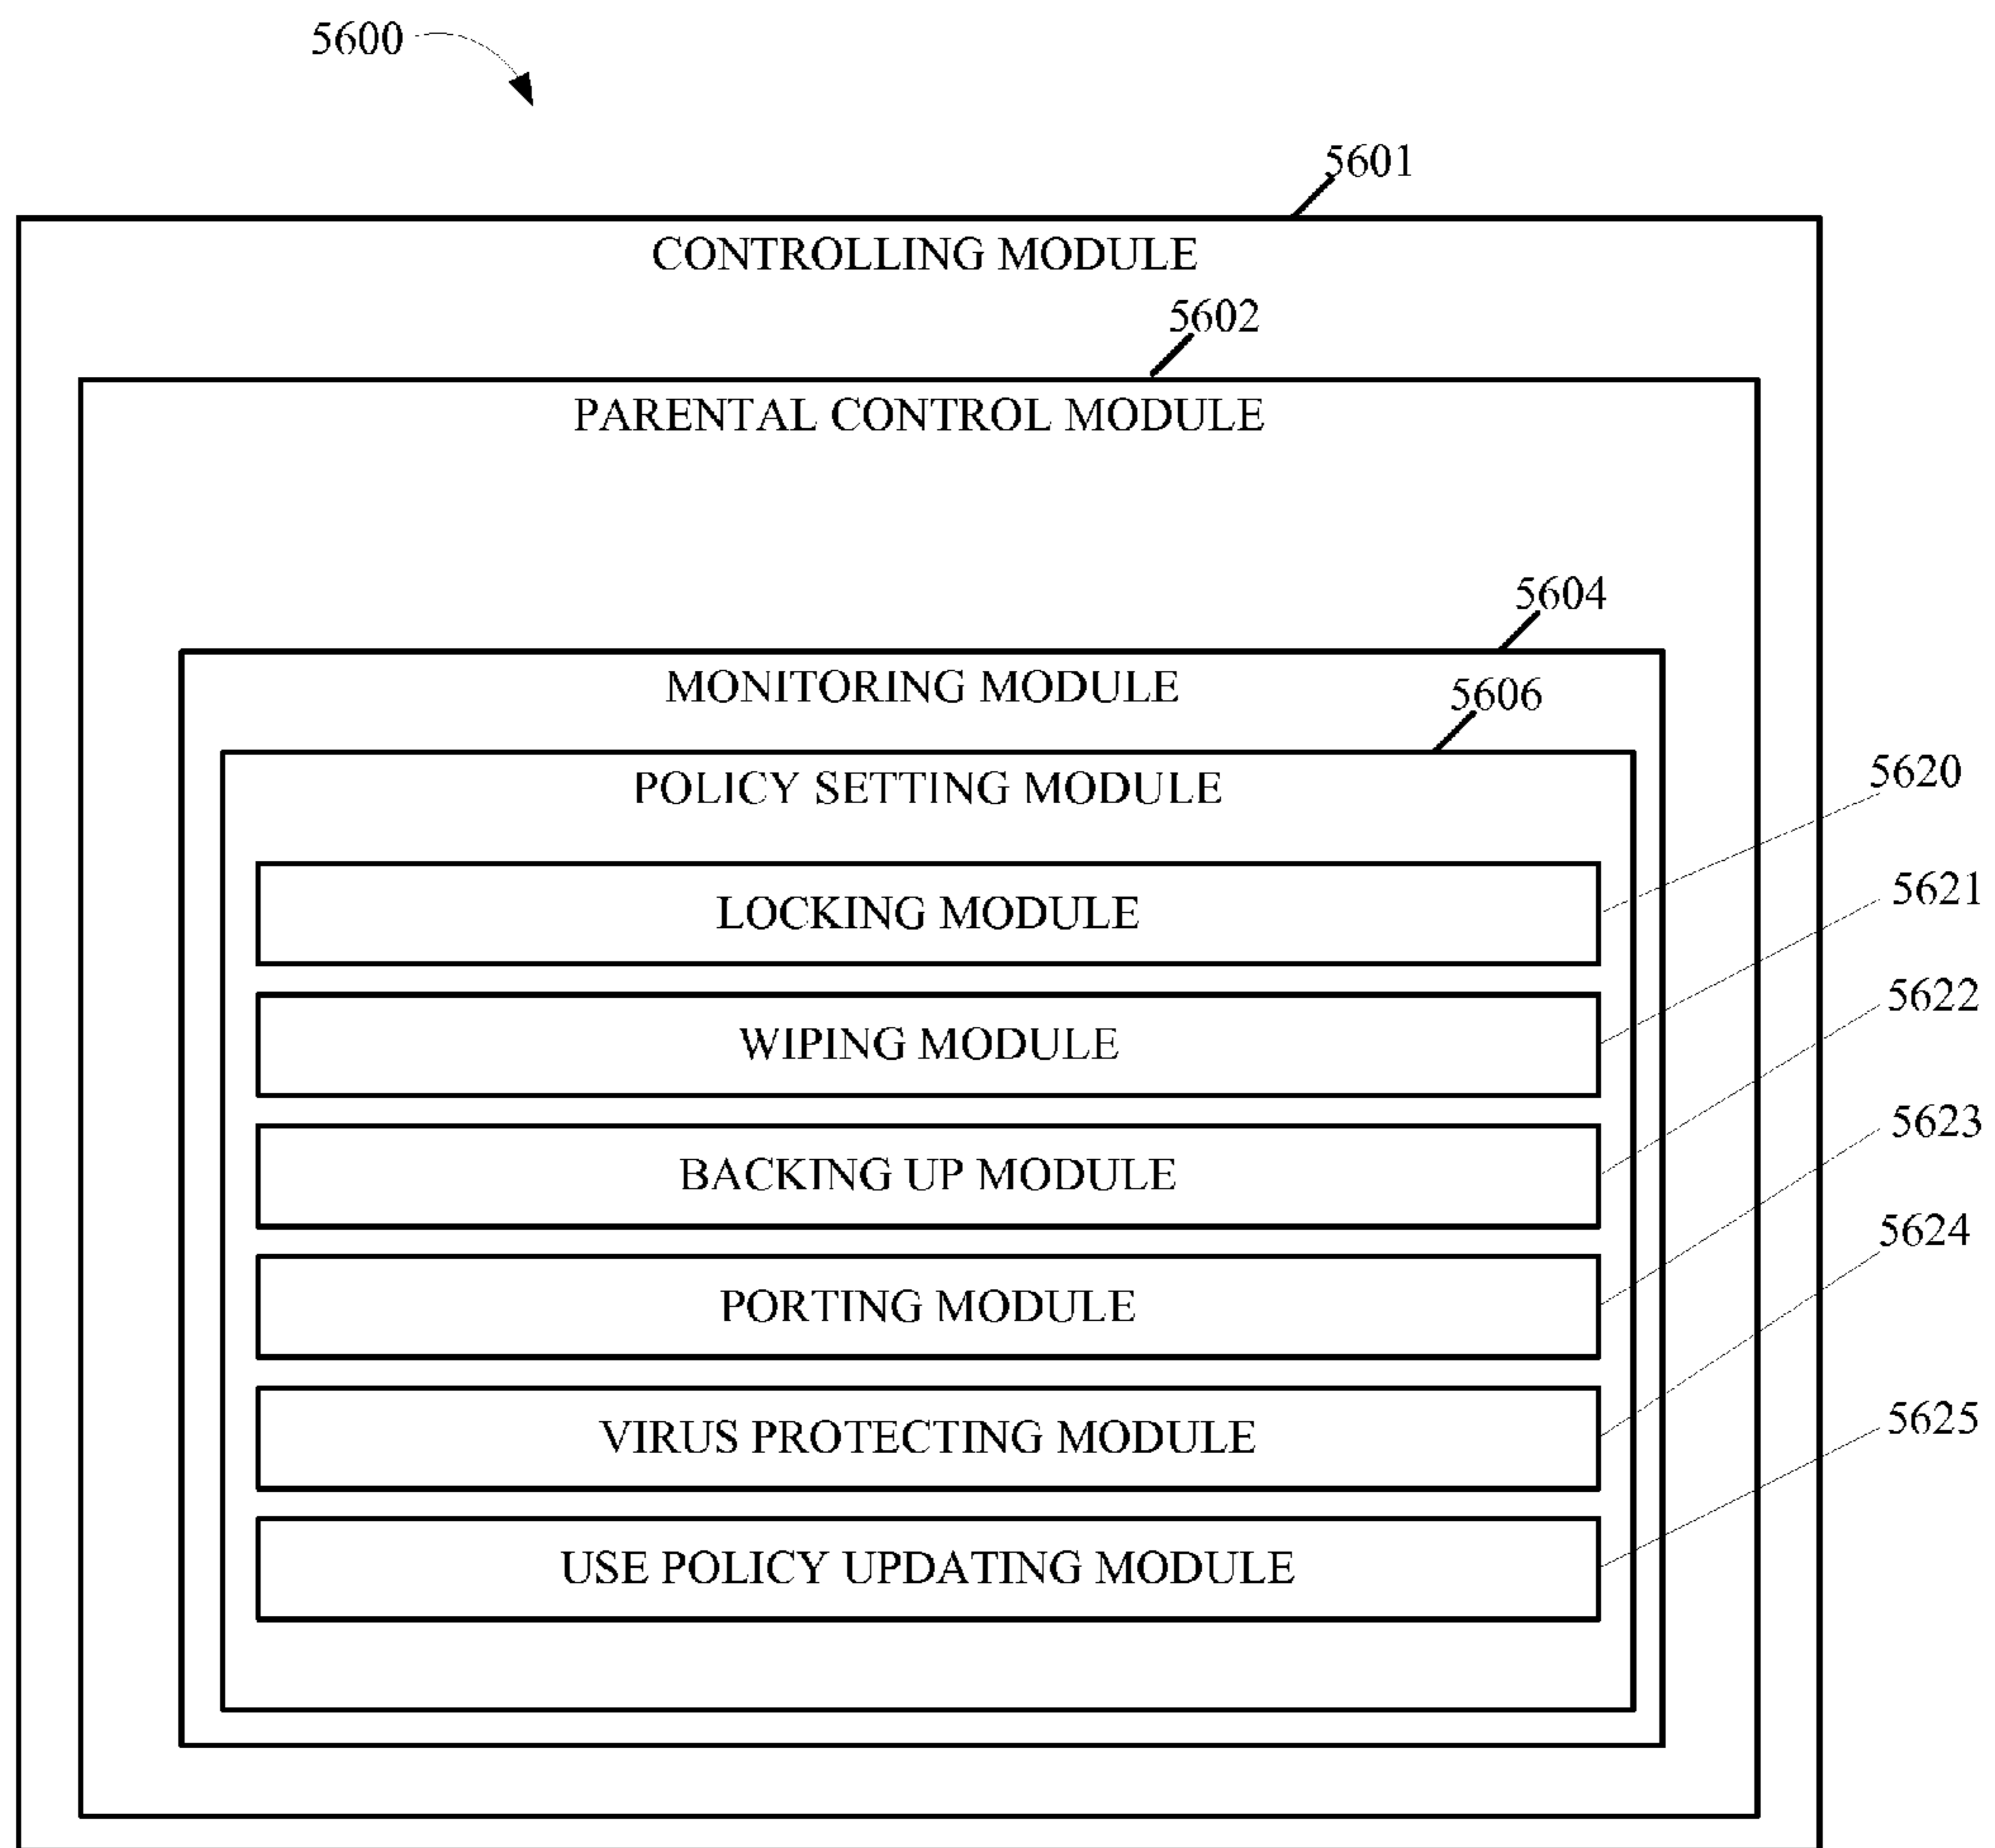 5600
5601
CONTROLLING MODULE
5602
PARENTAL CONTROL MODULE
5604
MONITORING MODULE
5606
POLICY SETTING MODULE
5620
LOCKING MODULE
5621
WIPING MODULE
5622
BACKING UP MODULE
5623
PORTING MODULE
5624
VIRUS PROTECTING MODULE
5625
USE POLICY UPDATING MODULE